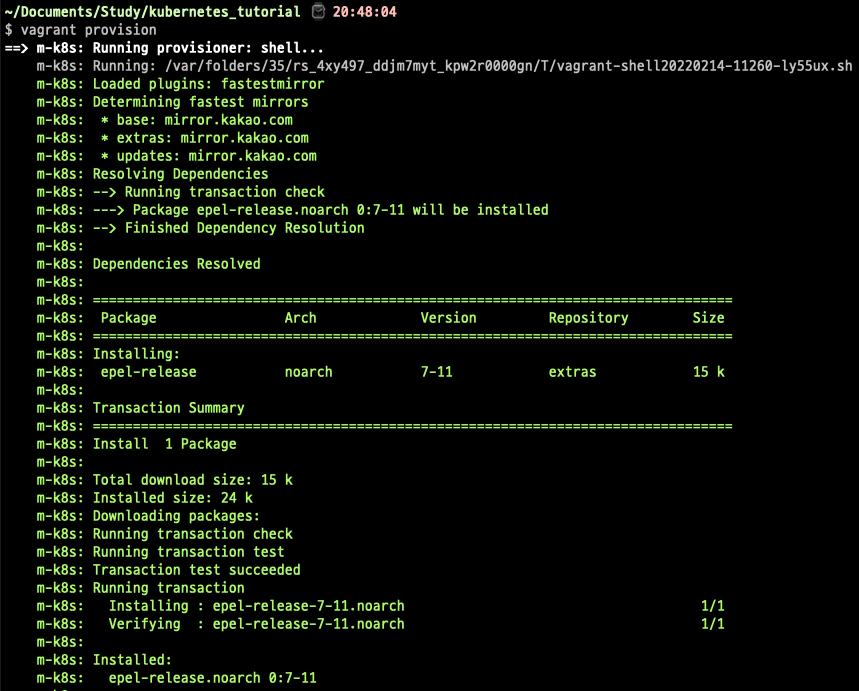 ~/Documents/Study/kubernetes_tutorial 20:48:04
$ vagrant provision
==> m-k8s: Running provisioner: shell...
    m-k8s: Running: /var/folders/35/rs_4xy497_ddjm7myt_kpw2r0000gn/T/vagrant-shell20220214-11260-ly55ux.sh
    m-k8s: Loaded plugins: fastestmirror
    m-k8s: Determining fastest mirrors
    m-k8s:  * base: mirror.kakao.com
    m-k8s:  * extras: mirror.kakao.com
    m-k8s:  * updates: mirror.kakao.com
    m-k8s: Resolving Dependencies
    m-k8s: --> Running transaction check
    m-k8s: ---> Package epel-release.noarch 0:7-11 will be installed
    m-k8s: --> Finished Dependency Resolution
    m-k8s:
    m-k8s: Dependencies Resolved
    m-k8s:
    m-k8s: ================================================================================
    m-k8s:  Package                Arch             Version         Repository        Size
    m-k8s: ================================================================================
    m-k8s: Installing:
    m-k8s:  epel-release           noarch           7-11            extras            15 k
    m-k8s:
    m-k8s: Transaction Summary
    m-k8s: ================================================================================
    m-k8s: Install  1 Package
    m-k8s:
    m-k8s: Total download size: 15 k
    m-k8s: Installed size: 24 k
    m-k8s: Downloading packages:
    m-k8s: Running transaction check
    m-k8s: Running transaction test
    m-k8s: Transaction test succeeded
    m-k8s: Running transaction
    m-k8s:   Installing : epel-release-7-11.noarch                                     1/1
    m-k8s:   Verifying  : epel-release-7-11.noarch                                     1/1
    m-k8s:
    m-k8s: Installed:
    m-k8s:   epel-release.noarch 0:7-11
    m-k8s: